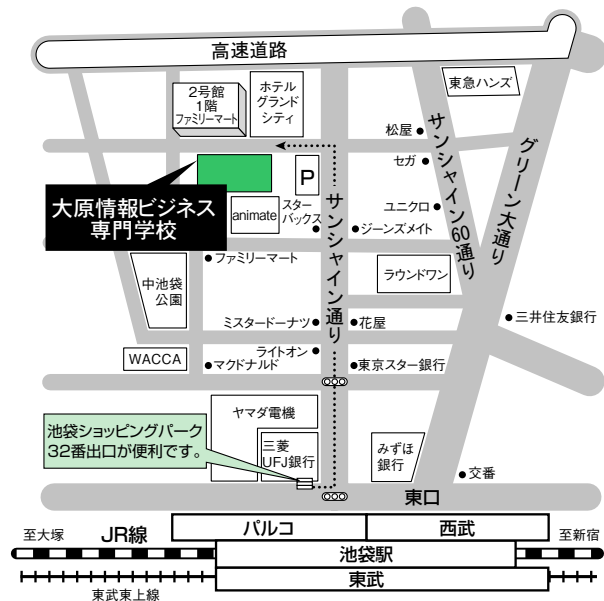 高速道路
2号館
1階
ファミリーマート
ホテル
グランド
シティ
東急ハンズ
松屋
セガ
サンシャイン60通り
グリーン大通り
P
大原情報ビジネス
専門学校
animate
スター
バックス
サンシャイン通り
ユニクロ
ジーンズメイト
中池袋
公園
ファミリーマート
ラウンドワン
ミスタードーナツ
花屋
三井住友銀行
WACCA
ライトオン
マクドナルド
東京スター銀行
ヤマダ電機
池袋ショッピングパーク
32番出口が便利です。
三菱
UFJ銀行
みずほ
銀行
交番
東口
至大塚
JR線
パルコ
西武
至新宿
池袋駅
東武
東武東上線